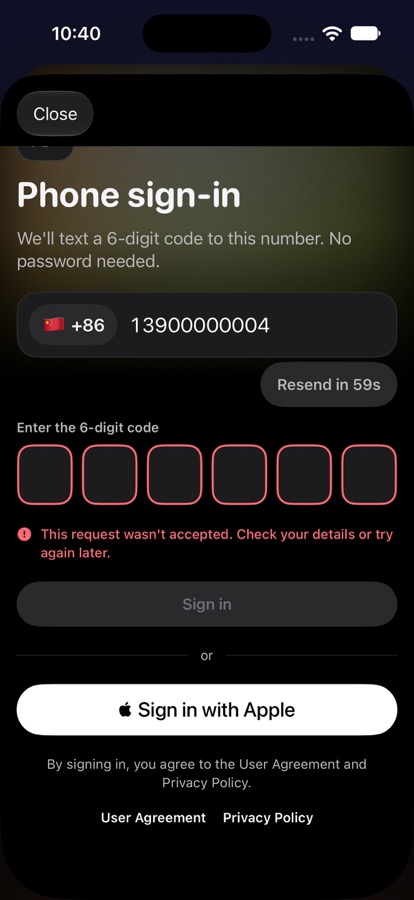 10:40
Close
Phone sign-in
We'll text a 6-digit code to this number. No
password needed.
+86 13900000004
Resend in 59s
Enter the 6-digit code
This request wasn't accepted. Check your details or try
again later.
Sign in
or
Sign in with Apple
By signing in, you agree to the User Agreement and
Privacy Policy.
User Agreement Privacy Policy